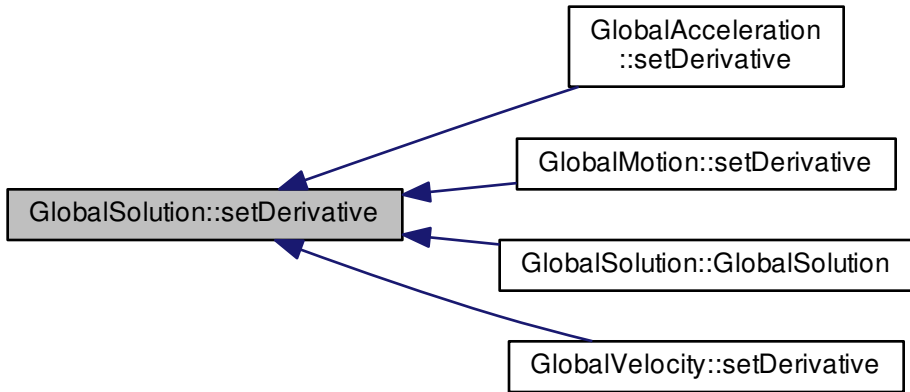 GlobalAcceleration
::setDerivative
GlobalMotion::setDerivative
GlobalSolution::setDerivative
GlobalSolution::GlobalSolution
GlobalVelocity::setDerivative